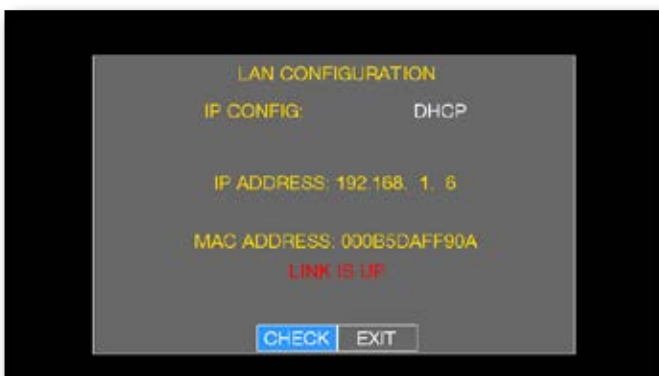 LAN CONFIGURATION
IP CONFIG: DHCP
IP ADDRESS: 192.168. 1. 6
MAC ADDRESS: 000B5DAFF90A
LINK IS UP
CHECK EXIT